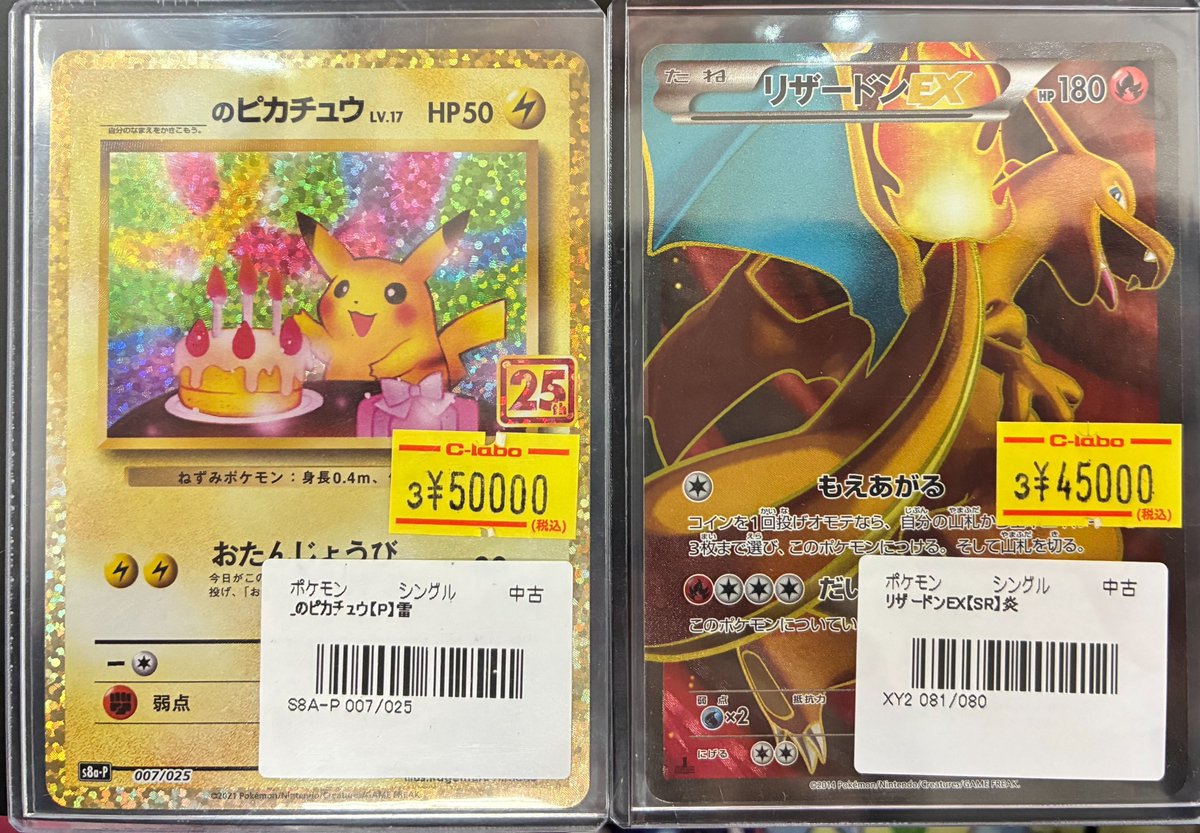 のピカチュウ LV.17 HP50
自分のなまえをかきこもう。
25th
ねずみポケモン：身長0.4m、
C-labo
3¥50000
(税込)
おたんじょうび
今日がこの
投げ、「お
ポケモン シングル 中古
_のピカチュウ【P】雷
S8A-P 007/025
弱点
s8a-P 007/025
©2021 Pokémon/Nintendo/Creatures/GAME FREAK.
たね リザードンEX HP180
C-labo
3¥45000
(税込)
もえあがる
コインを1回投げオモテなら、自分の山札から
3枚まで選び、このポケモンにつける。そして山札を切る。
だい
このポケモンについてい
ポケモン シングル 中古
リザードンEX【SR】炎
XY2 081/080
弱点 抵抗力
×2
にげる
©2014 Pokémon/Nintendo/Creatures/GAME FREAK.